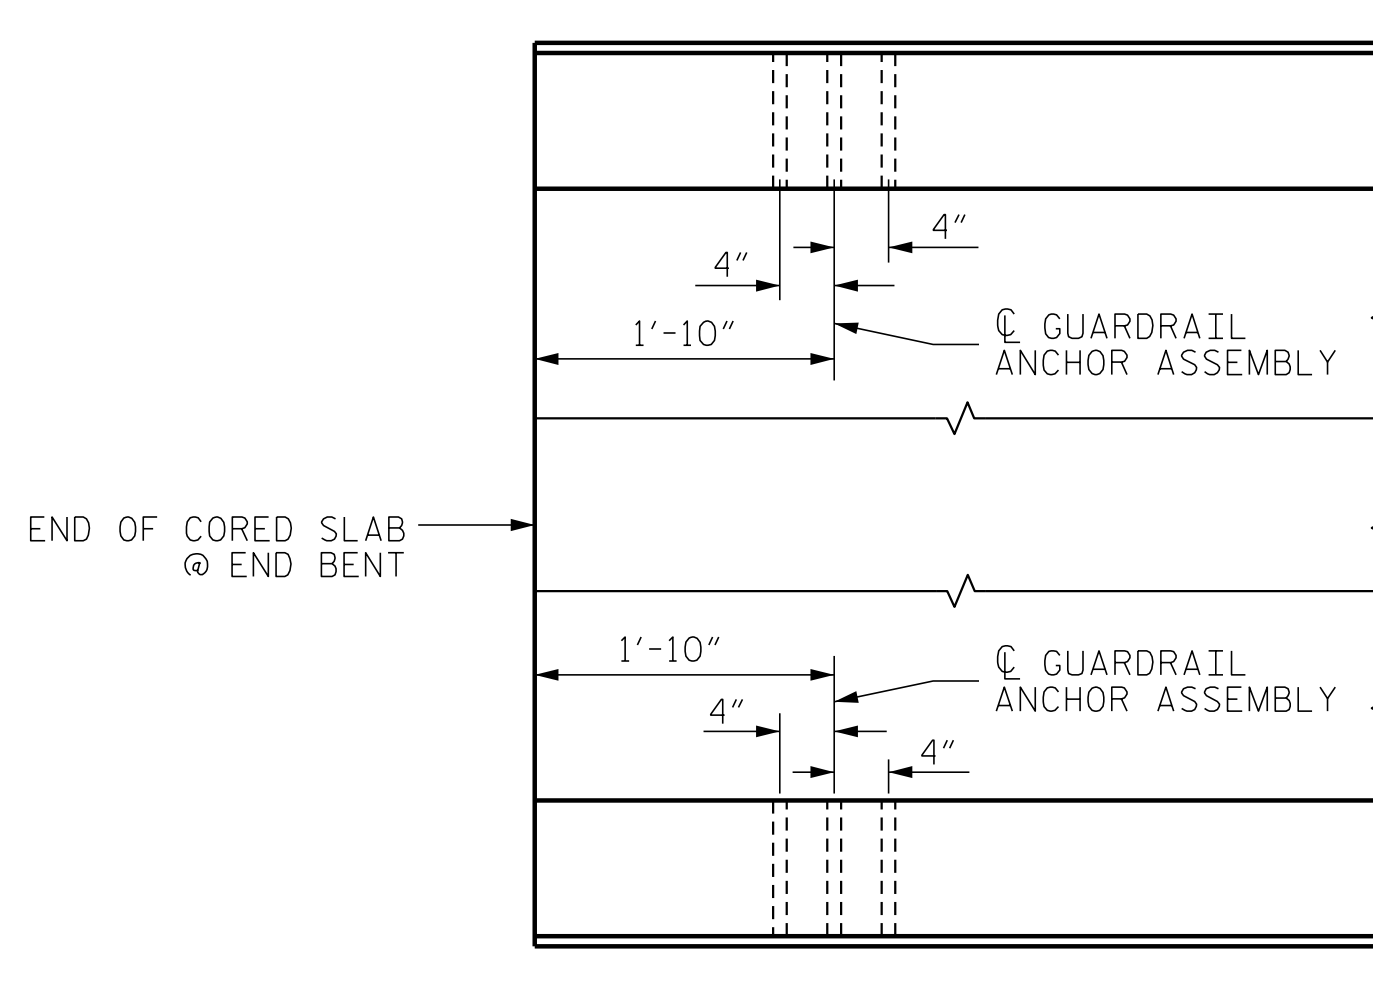 4"
4"
1'-10"
℄ GUARDRAIL
ANCHOR ASSEMBLY
END OF CORED SLAB
@ END BENT
1'-10"
℄ GUARDRAIL
ANCHOR ASSEMBLY
4"
4"